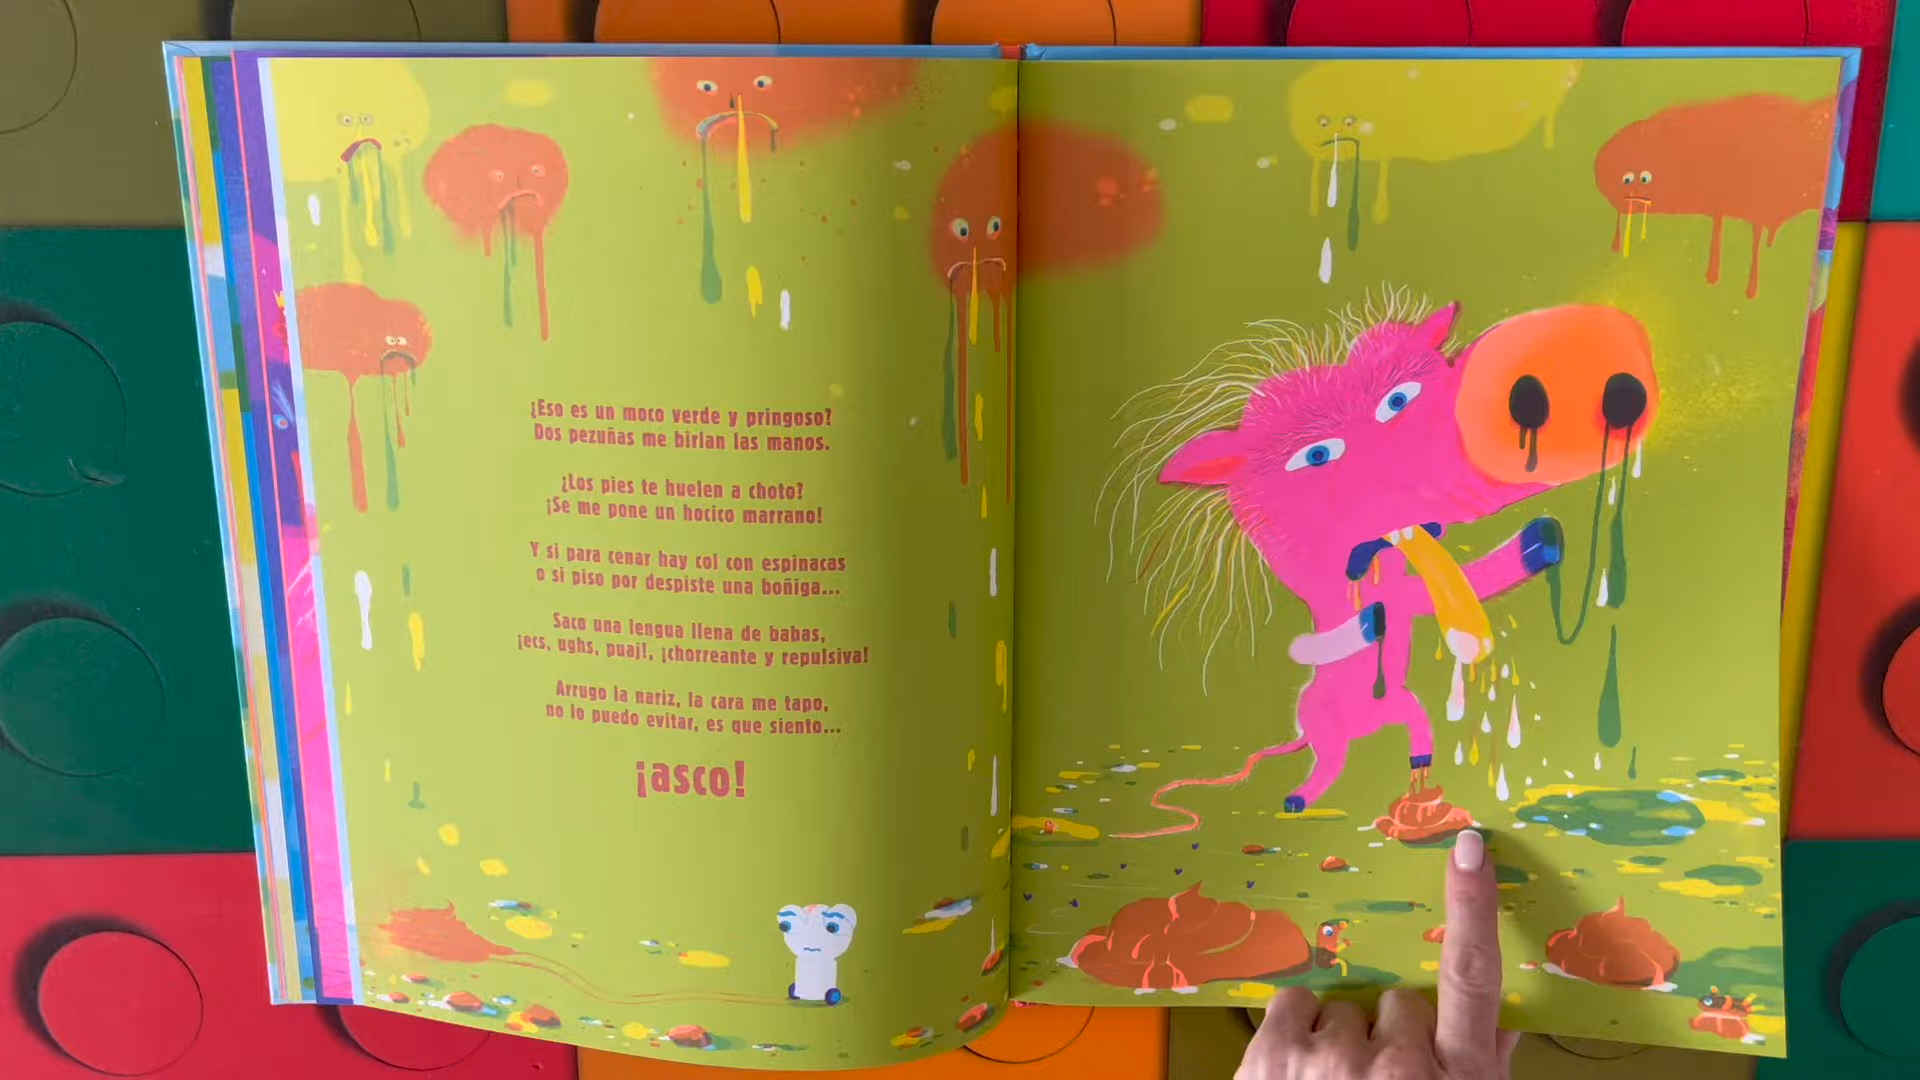 ¿Eso es un moco verde y pringoso?
Dos pezuñas me birlan las manos.
¿Los pies te huelen a choto?
¡Se me pone un hocico marrano!
Y si para cenar hay col con espinacas
o si piso por despiste una boñiga...
Saco una lengua llena de babas,
¡ecs, ughs, puaj!, ¡chorreante y repulsiva!
Arrugo la nariz, la cara me tapo,
no lo puedo evitar, es que siento...
¡asco!